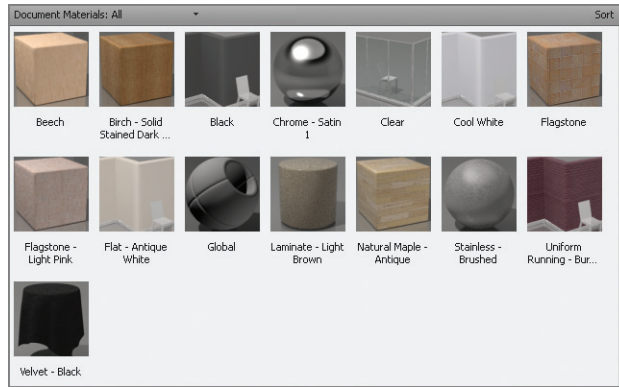 Document Materials: All
Sort
Beech
Birch - Solid
Stained Dark ...
Black
Chrome - Satin
1
Clear
Cool White
Flagstone
Flagstone -
Light Pink
Flat - Antique
White
Global
Laminate - Light
Brown
Natural Maple -
Antique
Stainless -
Brushed
Uniform
Running - Bur...
Velvet - Black